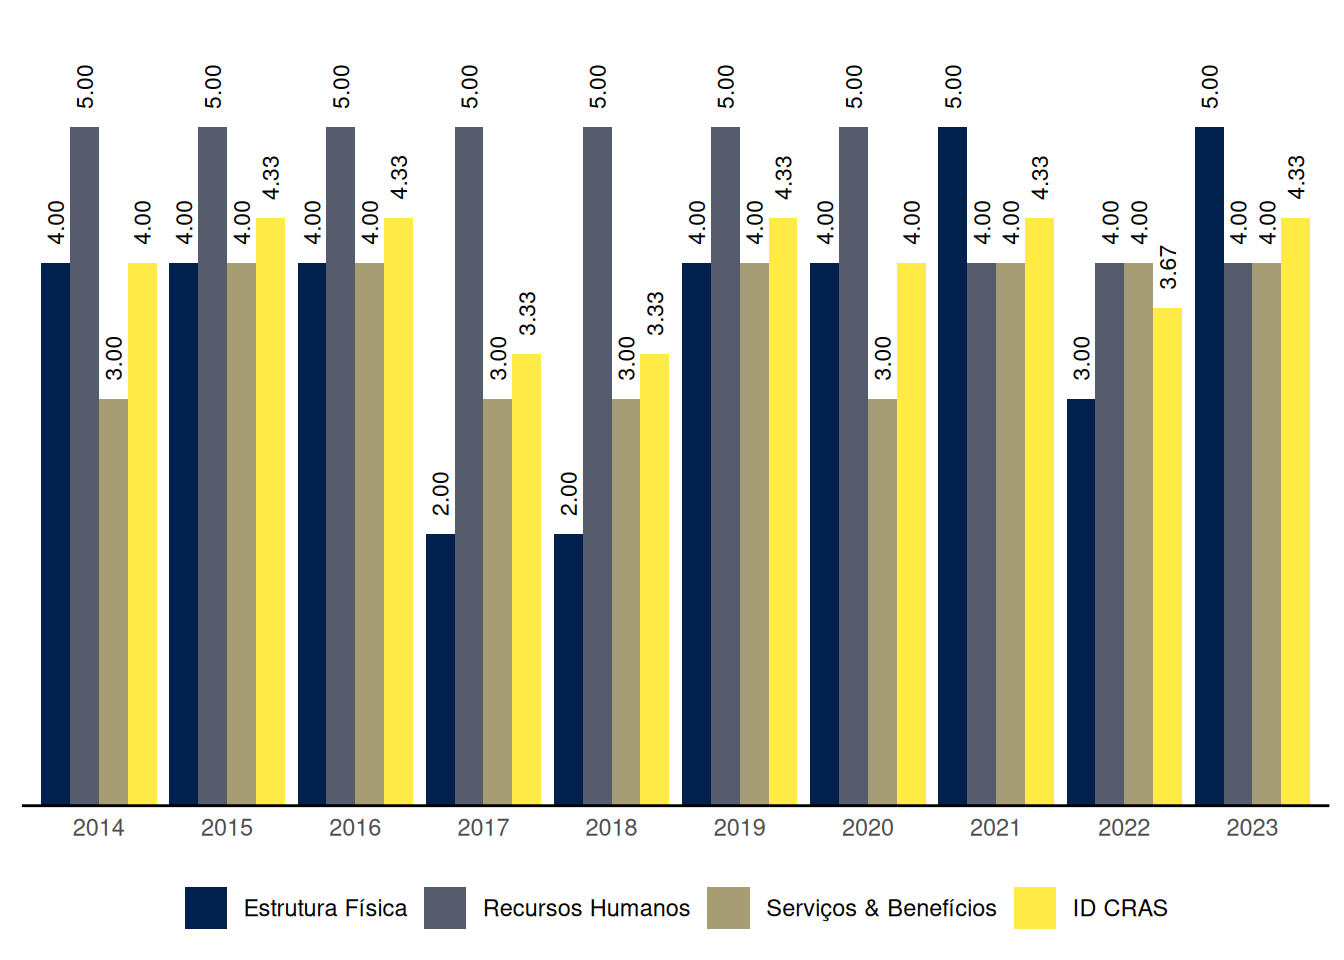 5.00 5.00 5.00 5.00 5.00 5.00 5.00 5.00 5.00
4.33 4.33 4.33 4.33 4.33
4.00 4.00 4.00 4.00 4.00 4.00 4.00 4.00 4.00 4.00 4.00 4.00 4.00 4.00 4.00 4.00 4.00
3.67
3.33 3.33
3.00 3.00 3.00 3.00 3.00
2.00 2.00
2014 2015 2016 2017 2018 2019 2020 2021 2022 2023
Estrutura Física Recursos Humanos Serviços & Benefícios ID CRAS